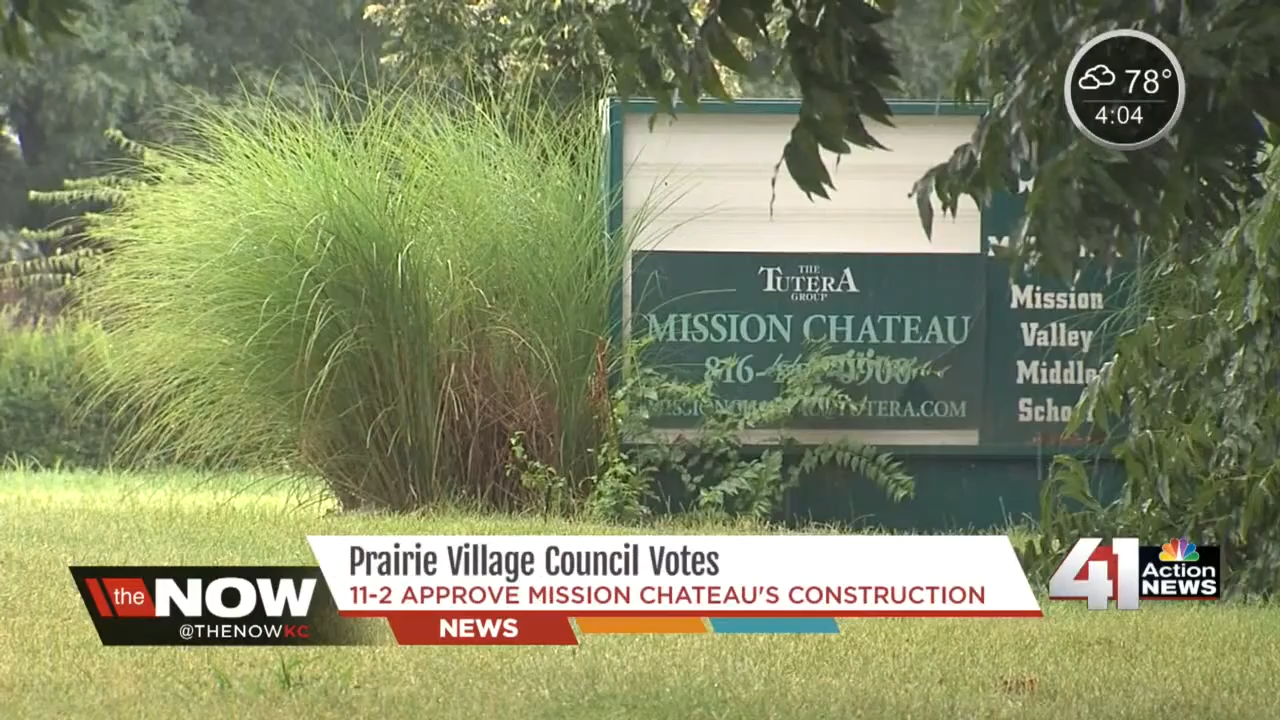 78°
4:04
THE
TUTERA
GROUP
MISSION CHATEAU
816-
Mission
Valley
Middle
School
Prairie Village Council Votes
11-2 APPROVE MISSION CHATEAU'S CONSTRUCTION
NEWS
the NOW
@THENOWKC
41
Action
NEWS